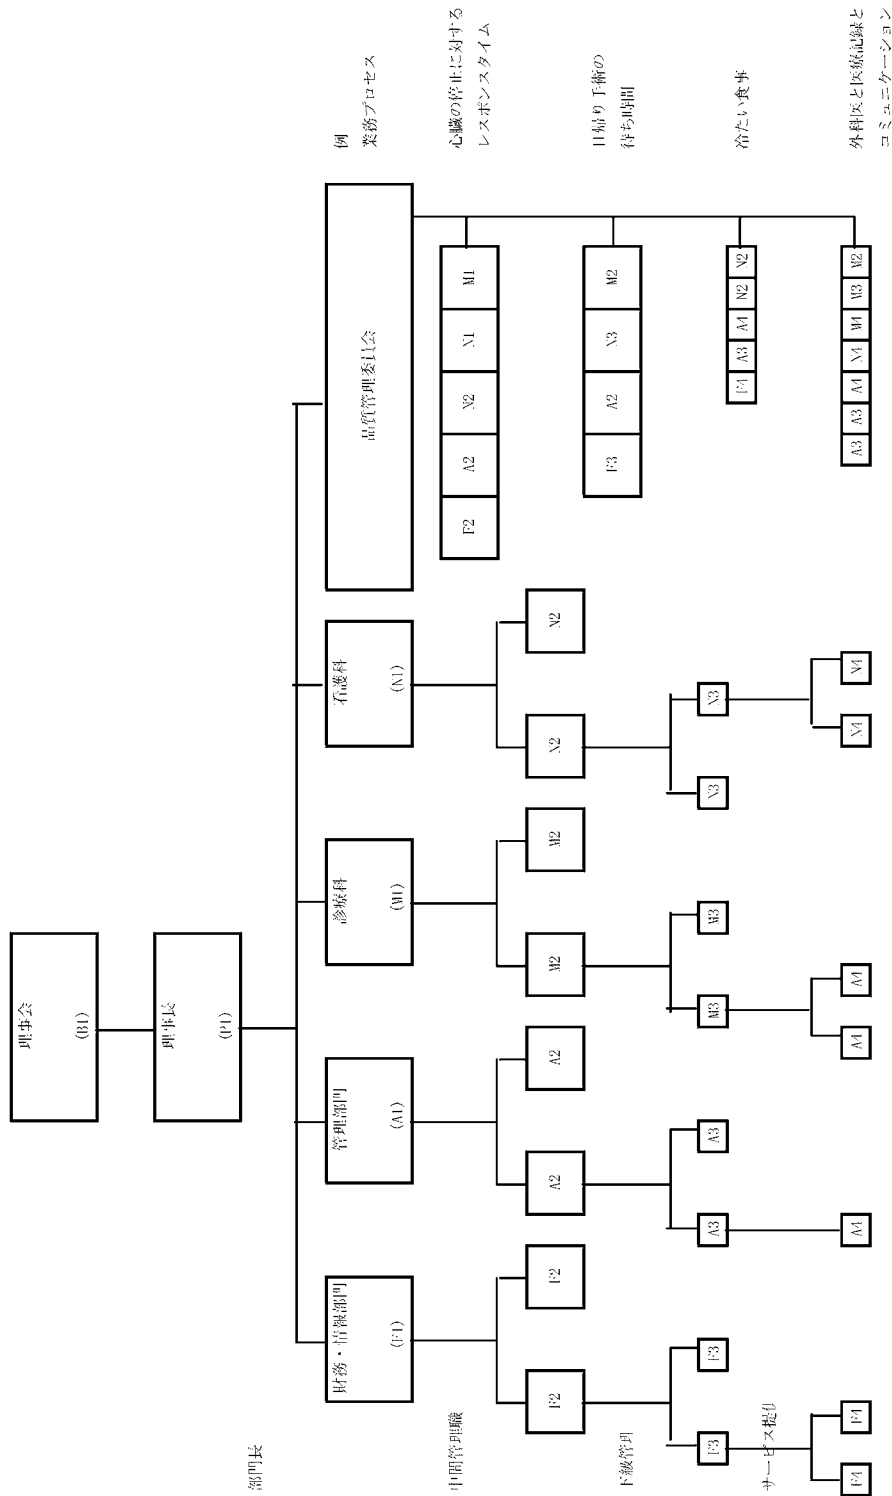 理事会
(B1)
理事長
(P1)
部門長
財務・情報部門
(F1)
管理部門
(A1)
診療科
(M1)
看護科
(N1)
品質管理委員会
例
業務プロセス
中間管理職
F2 A2 N2 N1 M1
心臓の停止に対する
レスポンスタイム
F2 F2 A2 A2 M2 M2 N2 N2
下級管理
F3 A2 N3 M2
日帰り手術の
待ち時間
F3 F3 A3 A3 M3 M3 N3 N3
F4 A3 A4 N2 N2
冷たい食事
サービス提供
F4 F4 A4 A4 A4 N4 N4
A3 A3 A4 N4 M4 M3 M2
外科医と医療記録と
コミュニケーション